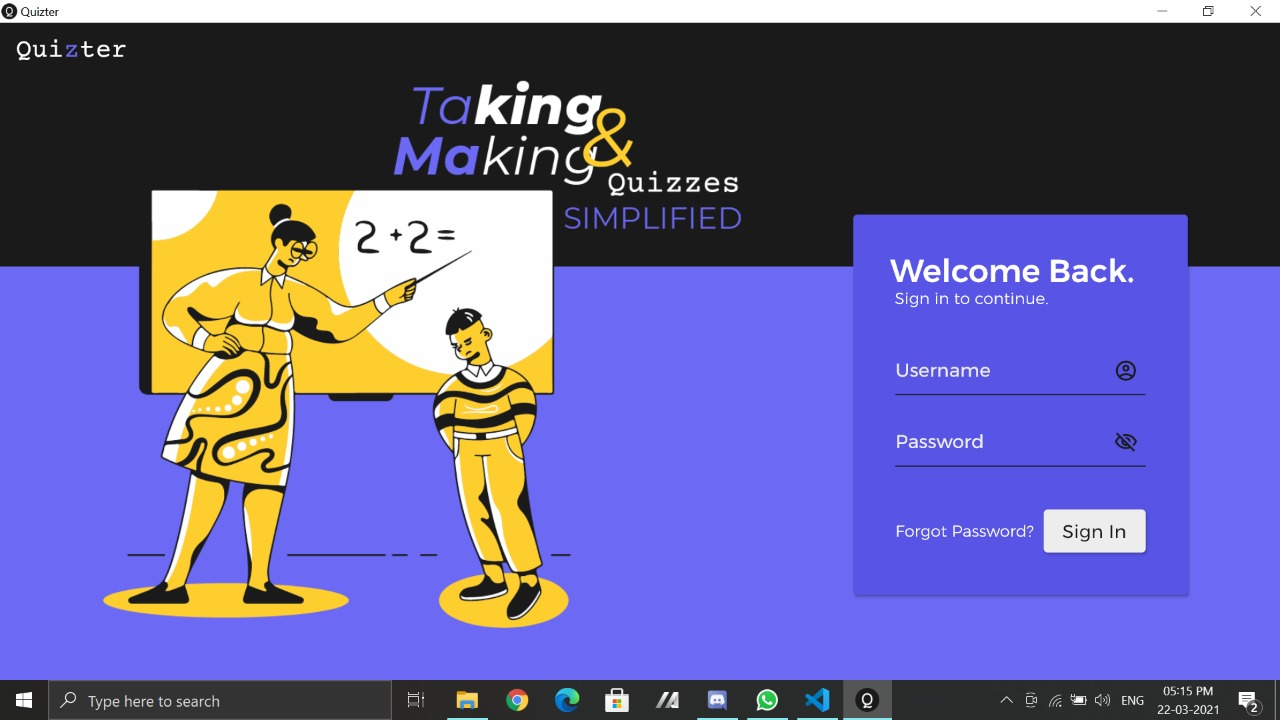 Quizter
Quizter
Taking
&
Making
Quizzes
SIMPLIFIED
2+2=
Welcome Back.
Sign in to continue.
Username
Password
Forgot Password? Sign In
Type here to search
ENG
05:15 PM
22-03-2021
2